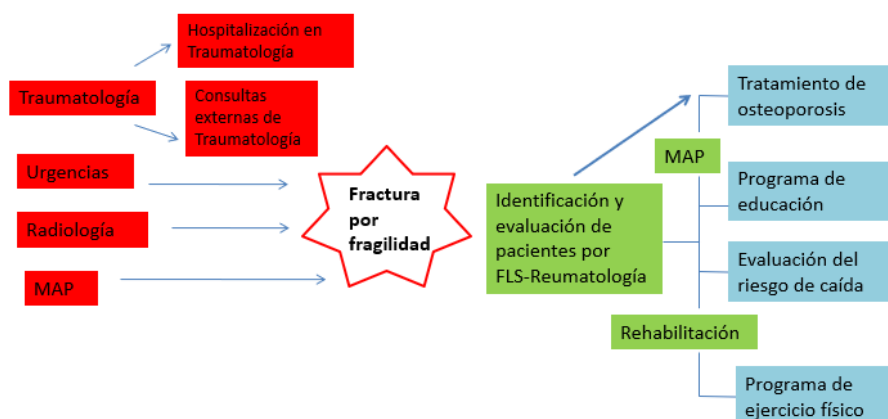 Hospitalización en
Traumatología
Traumatología
Consultas
externas de
Traumatología
Urgencias
Radiología
MAP
Fractura
por
fragilidad
Identificación y
evaluación de
pacientes por
FLS-Reumatología
MAP
Rehabilitación
Tratamiento de
osteoporosis
Programa de
educación
Evaluación del
riesgo de caída
Programa de
ejercicio físico